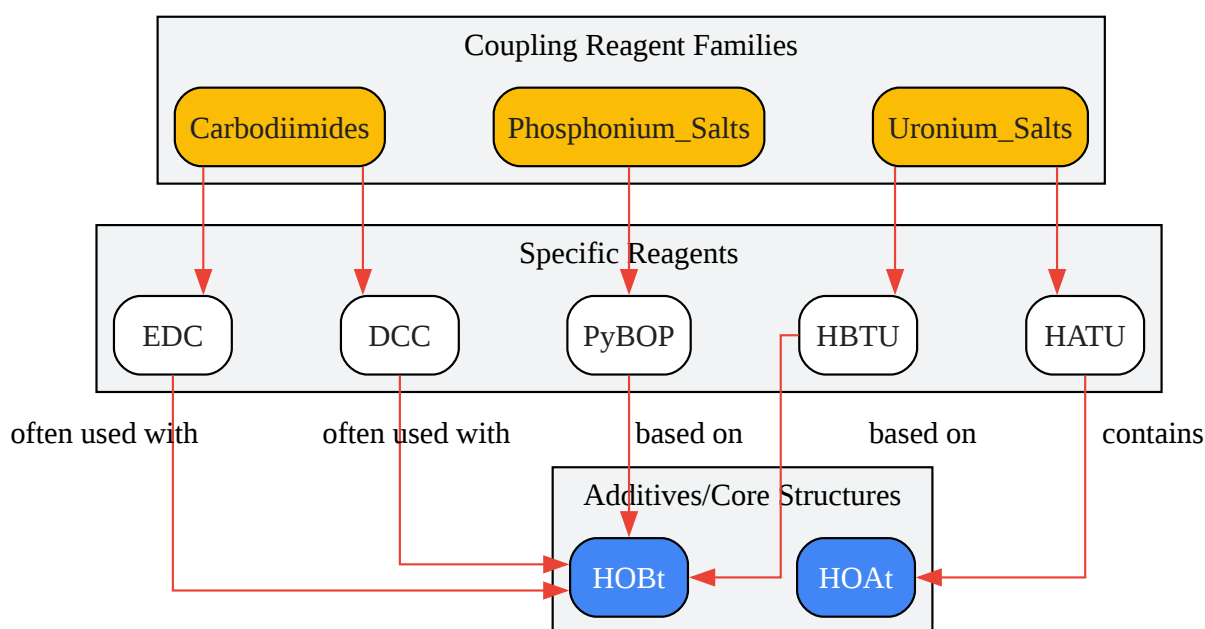 Coupling Reagent Families
Carbodiimides
Phosphonium_Salts
Uronium_Salts
Specific Reagents
EDC
DCC
PyBOP
HBTU
HATU
often used with
often used with
based on
based on
contains
Additives/Core Structures
HOBt
HOAt